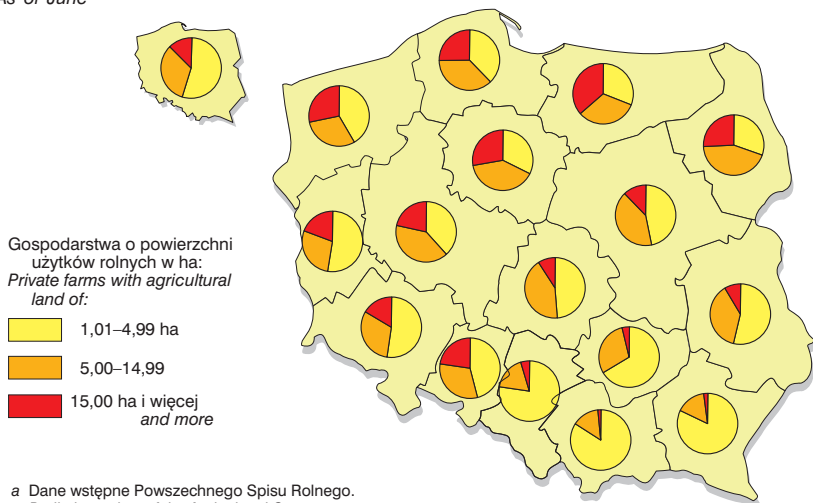 As of June
Gospodarstwa o powierzchni
użytków rolnych w ha:
Private farms with agricultural
land of:
1,01–4,99 ha
5,00–14,99
15,00 ha i więcej
and more
a Dane wstępne Powszechnego Spisu Rolnego.